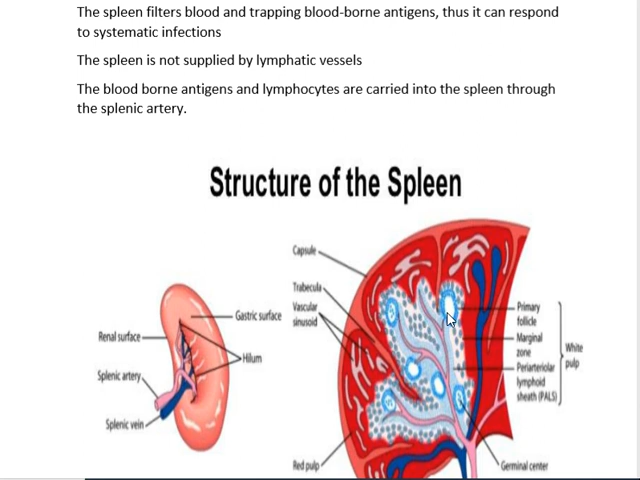 The spleen filters blood and trapping blood-borne antigens, thus it can respond
to systematic infections
The spleen is not supplied by lymphatic vessels
The blood borne antigens and lymphocytes are carried into the spleen through
the splenic artery.
Structure of the Spleen
Capsule
Trabecula
Vascular
sinusoid
Gastric surface
Renal surface
Hilum
Splenic artery
Splenic vein
Red pulp
Primary
follicle
Marginal
zone
Periarteriolar
lymphoid
sheath (PALS)
White
pulp
Germinal center